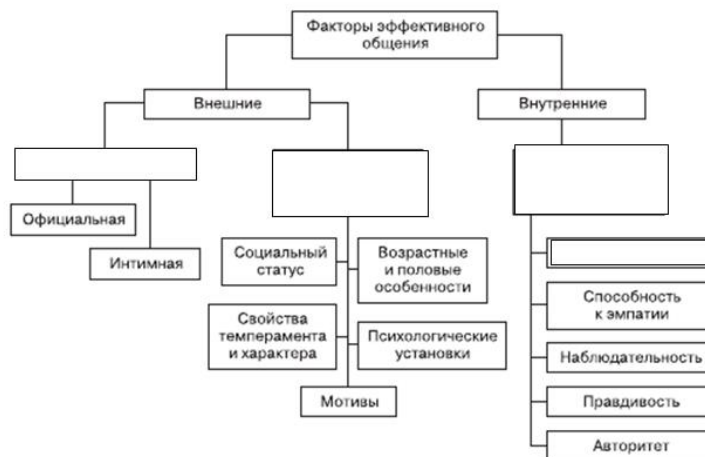 Факторы эффективного
общения
Внешние
Внутренние
Официальная
Интимная
Социальный
статус
Возрастные
и половые
особенности
Свойства
темперамента
и характера
Психологические
установки
Мотивы
Способность
к эмпатии
Наблюдательность
Правдивость
Авторитет